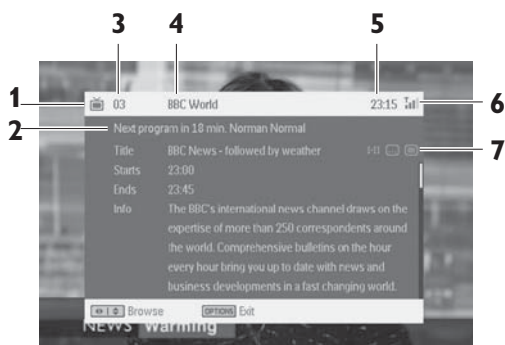 3 4 5
1 03 BBC World 23:15 6
2 Next program in 18 min. Norman Normal
Title BBC News - followed by weather 7
Starts 23:00
Ends 23:45
Info The BBC's international news channel draws on the
expertise of more than 250 correspondents around
the world. Comprehensive bulletins on the hour
every hour bring you up to date with news and
business developments in a fast changing world.
Browse OPTIONS Exit
NEWS Warming